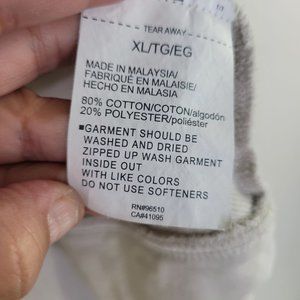 TEAR AWAY
XL/TG/EG
MADE IN MALAYSIA/
FABRIQUÉ EN MALAISIE/
HECHO EN MALASIA
80% COTTON/COTON/algodón
20% POLYESTER/poliéster
■GARMENT SHOULD BE
WASHED AND DRIED
ZIPPED UP WASH GARMENT
INSIDE OUT
WITH LIKE COLORS
DO NOT USE SOFTENERS
RN#96510
CA#41095